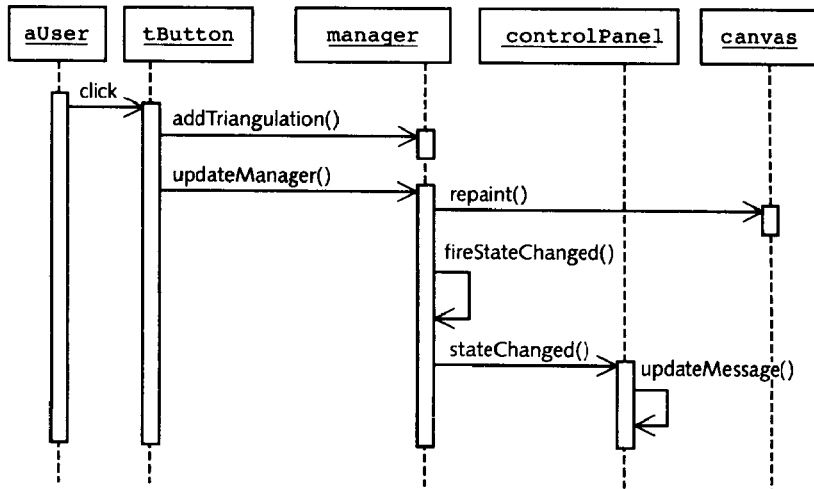 aUser tButton manager controlPanel canvas
click
addTriangulation()
updateManager()
repaint()
fireStateChanged()
stateChanged()
updateMessage()